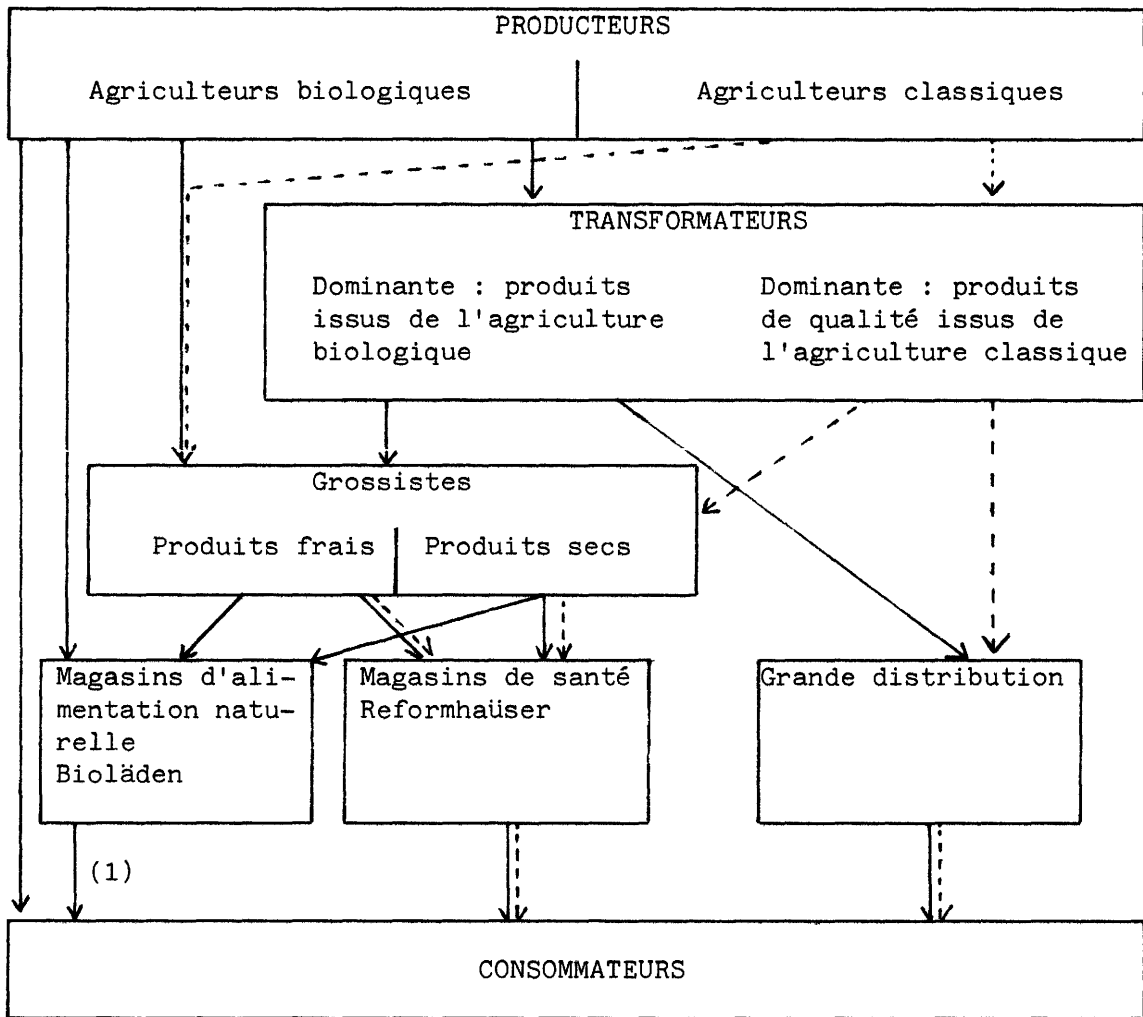 PRODUCTEURS
Agriculteurs biologiques
Agriculteurs classiques
TRANSFORMATEURS
Dominante : produits
issus de l'agriculture
biologique
Dominante : produits
de qualité issus de
l'agriculture classique
Grossistes
Produits frais
Produits secs
Magasins d'ali-
mentation natu-
relle
Bioläden
Magasins de santé
Reformhaüser
Grande distribution
(1)
CONSOMMATEURS